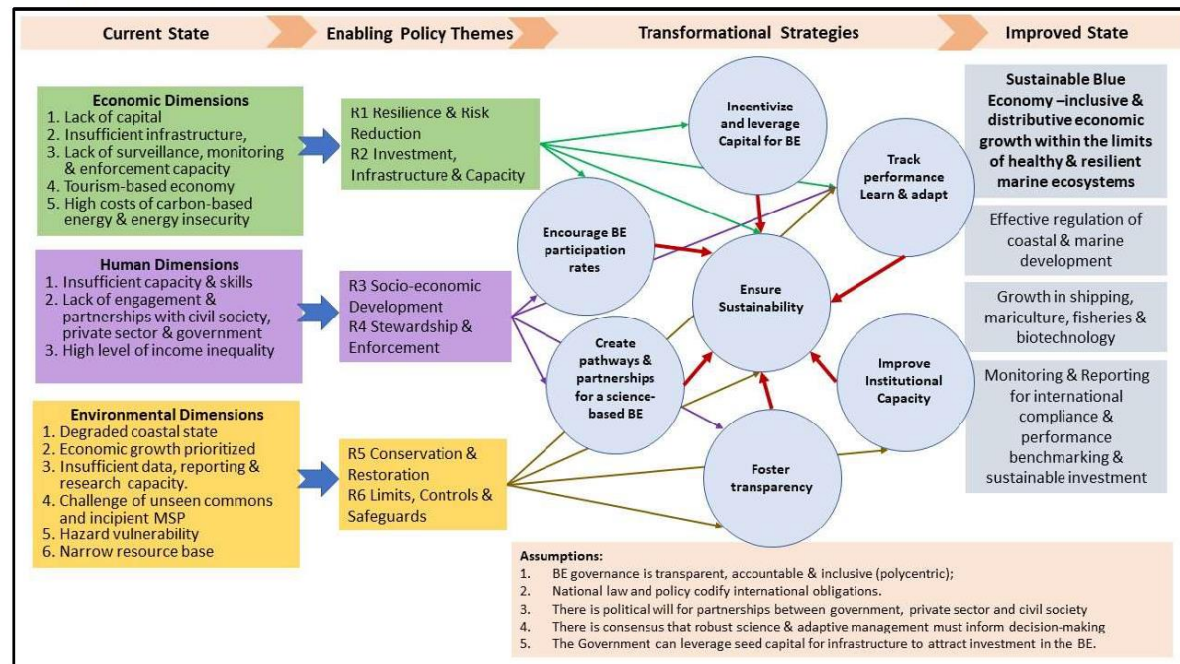 Current State
Enabling Policy Themes
Transformational Strategies
Improved State
Economic Dimensions
1. Lack of capital
2. Insufficient infrastructure,
3. Lack of surveillance, monitoring
& enforcement capacity
4. Tourism-based economy
5. High costs of carbon-based
energy & energy insecurity
Human Dimensions
1. Insufficient capacity & skills
2. Lack of engagement &
partnerships with civil society,
private sector & government
3. High level of income inequality
Environmental Dimensions
1. Degraded coastal state
2. Economic growth prioritized
3. Insufficient data, reporting &
research capacity.
4. Challenge of unseen commons
and incipient MSP
5. Hazard vulnerability
6. Narrow resource base
R1 Resilience & Risk
Reduction
R2 Investment,
Infrastructure & Capacity
R3 Socio-economic
Development
R4 Stewardship &
Enforcement
R5 Conservation &
Restoration
R6 Limits, Controls &
Safeguards
Incentivize
and leverage
Capital for BE
Track
performance
Learn & adapt
Encourage BE
participation
rates
Ensure
Sustainability
Create
pathways &
partnerships
for a science-
based BE
Improve
Institutional
Capacity
Foster
transparency
Sustainable Blue
Economy –inclusive &
distributive economic
growth within the limits
of healthy & resilient
marine ecosystems
Effective regulation of
coastal & marine
development
Growth in shipping,
mariculture, fisheries &
biotechnology
Monitoring & Reporting
for international
compliance &
performance
benchmarking &
sustainable investment
Assumptions:
1. BE governance is transparent, accountable & inclusive (polycentric);
2. National law and policy codify international obligations.
3. There is political will for partnerships between government, private sector and civil society
4. There is consensus that robust science & adaptive management must inform decision-making
5. The Government can leverage seed capital for infrastructure to attract investment in the BE.